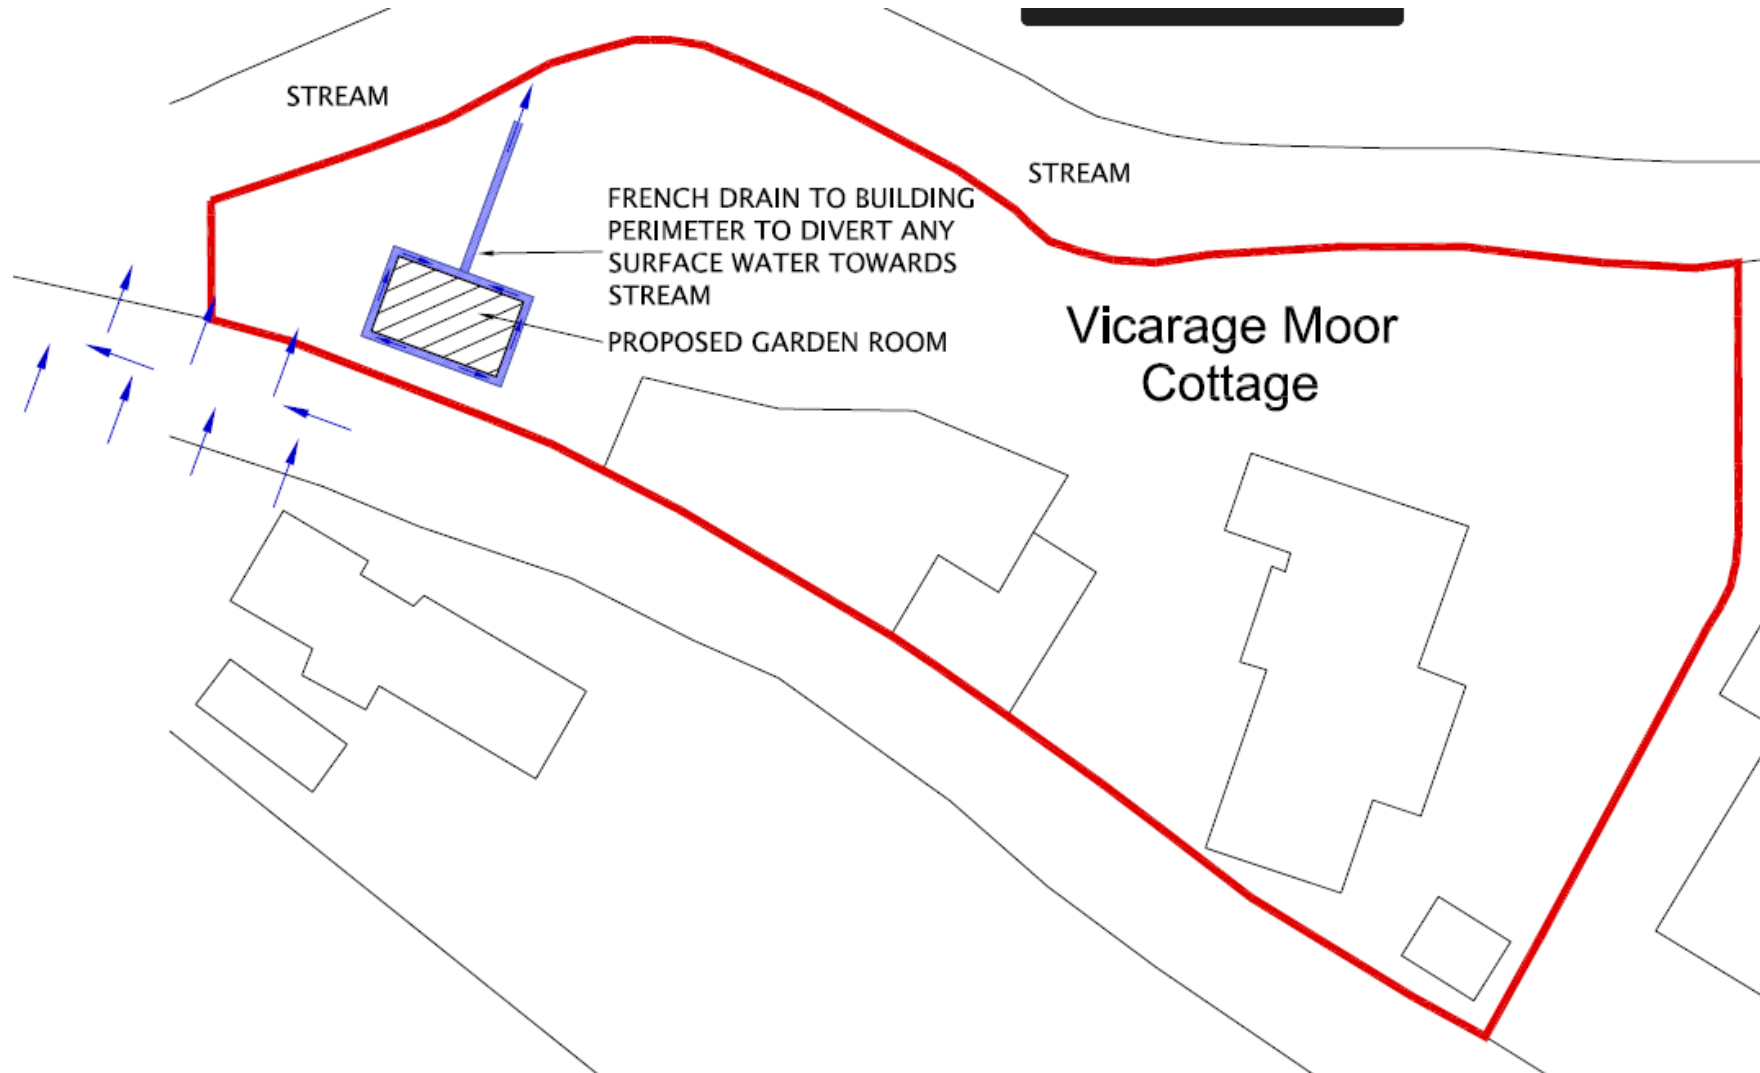 STREAM
STREAM
FRENCH DRAIN TO BUILDING
PERIMETER TO DIVERT ANY
SURFACE WATER TOWARDS
STREAM
PROPOSED GARDEN ROOM
Vicarage Moor
Cottage